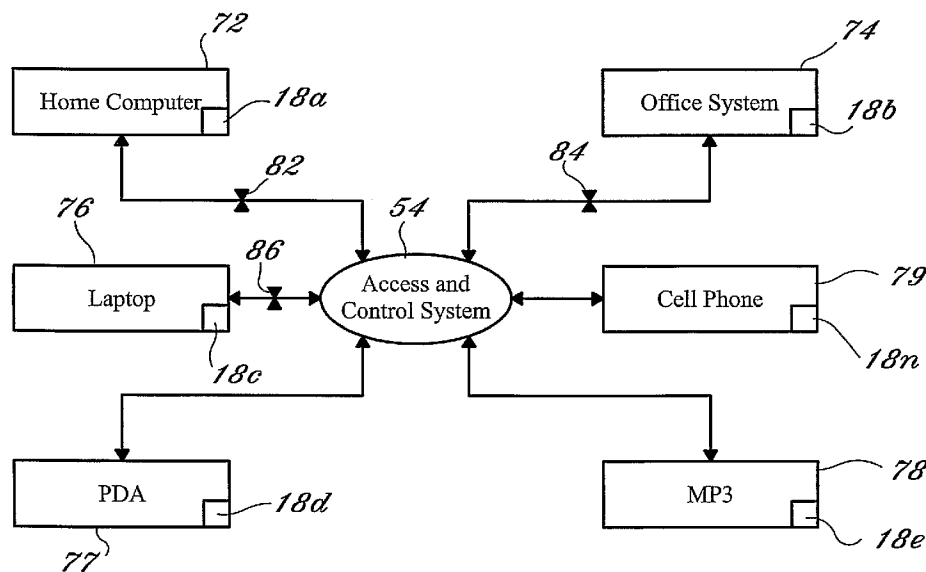 72
74
Home Computer
18a
Office System
18b
82
84
76
86
54
79
Laptop
Access and
Control System
Cell Phone
18c
18n
PDA
18d
MP3
78
77
18e